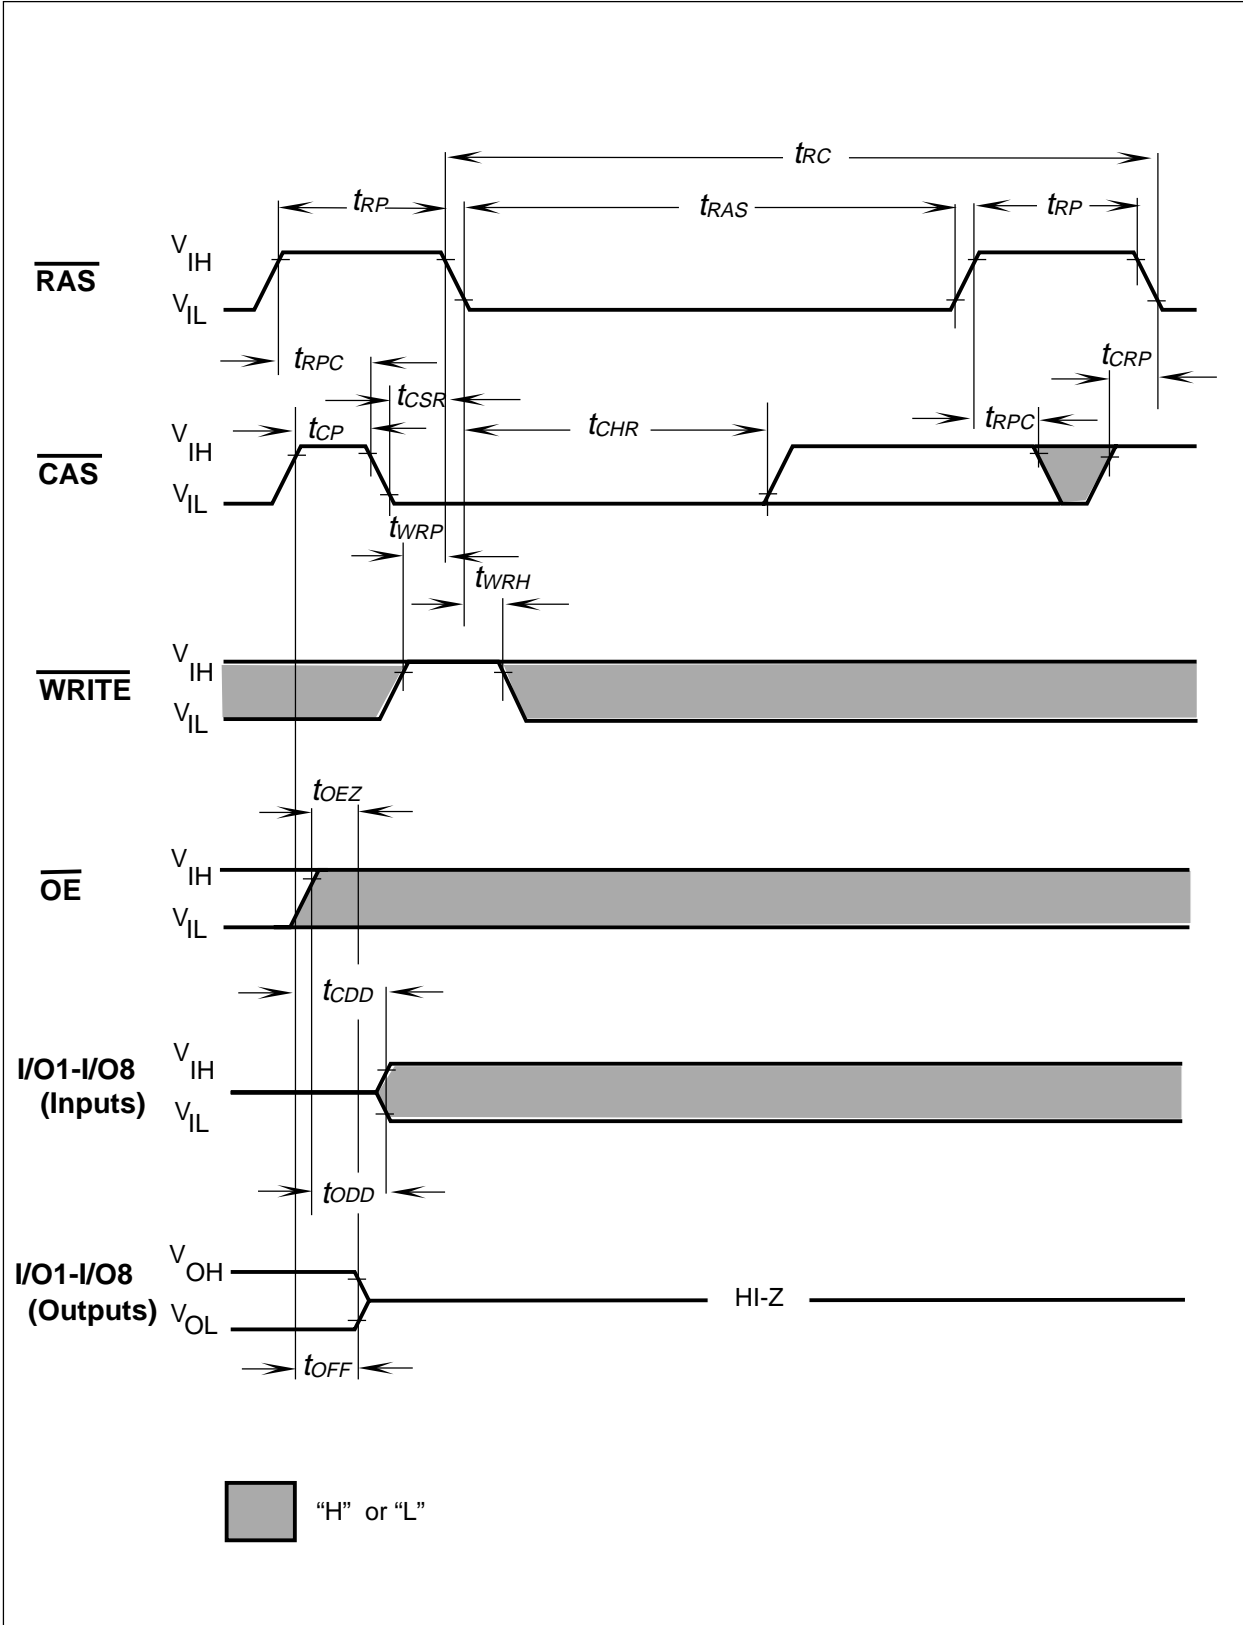 tRC
tRP
tRAS
tRP
RAS
VIH
VIL
tRPC
tCRP
tCSR
tCP
tCHR
tRPC
CAS
VIH
VIL
tWRP
tWRH
WRITE
VIH
VIL
tOEZ
OE
VIH
VIL
tCDD
I/O1-I/O8
(Inputs)
VIH
VIL
tODD
I/O1-I/O8
(Outputs)
VOH
VOL
HI-Z
tOFF
“H” or “L”